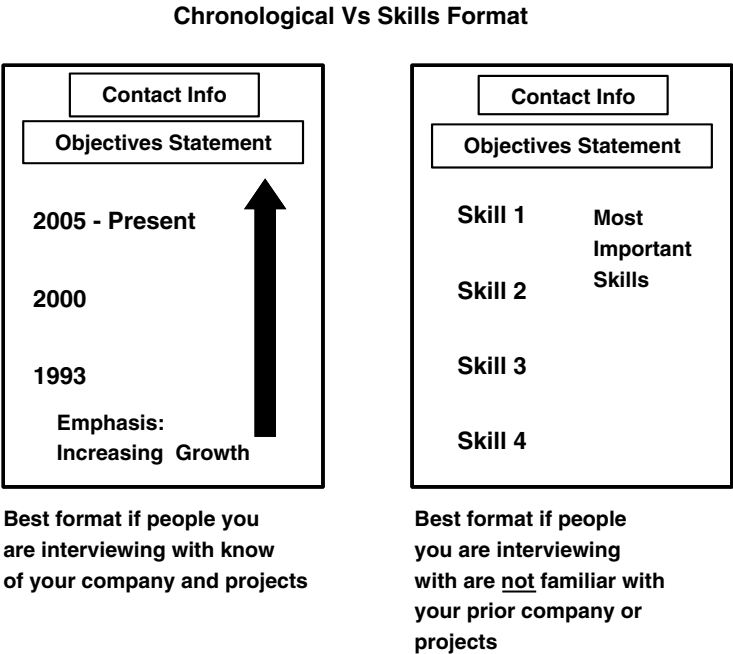 Chronological Vs Skills Format
Contact Info
Objectives Statement
2005 - Present
2000
1993
Emphasis:
Increasing Growth
Best format if people you
are interviewing with know
of your company and projects
Contact Info
Objectives Statement
Skill 1
Most
Important
Skills
Skill 2
Skill 3
Skill 4
Best format if people
you are interviewing
with are not familiar with
your prior company or
projects